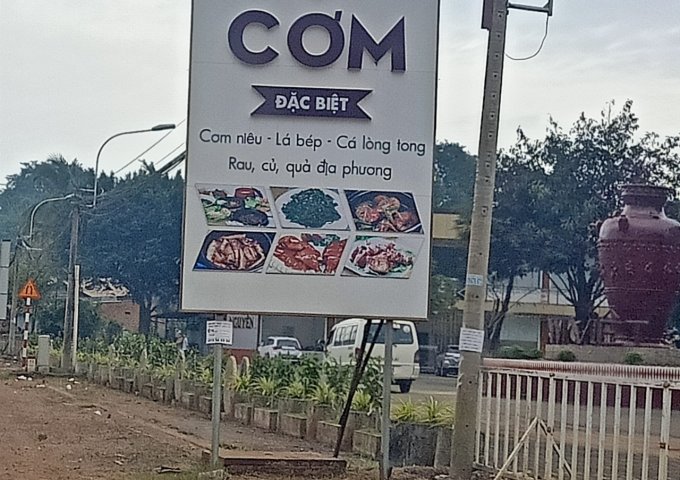 CƠM
ĐẶC BIỆT
Cơm niêu - Lá bép - Cá lòng tong
Rau, củ, quả địa phương